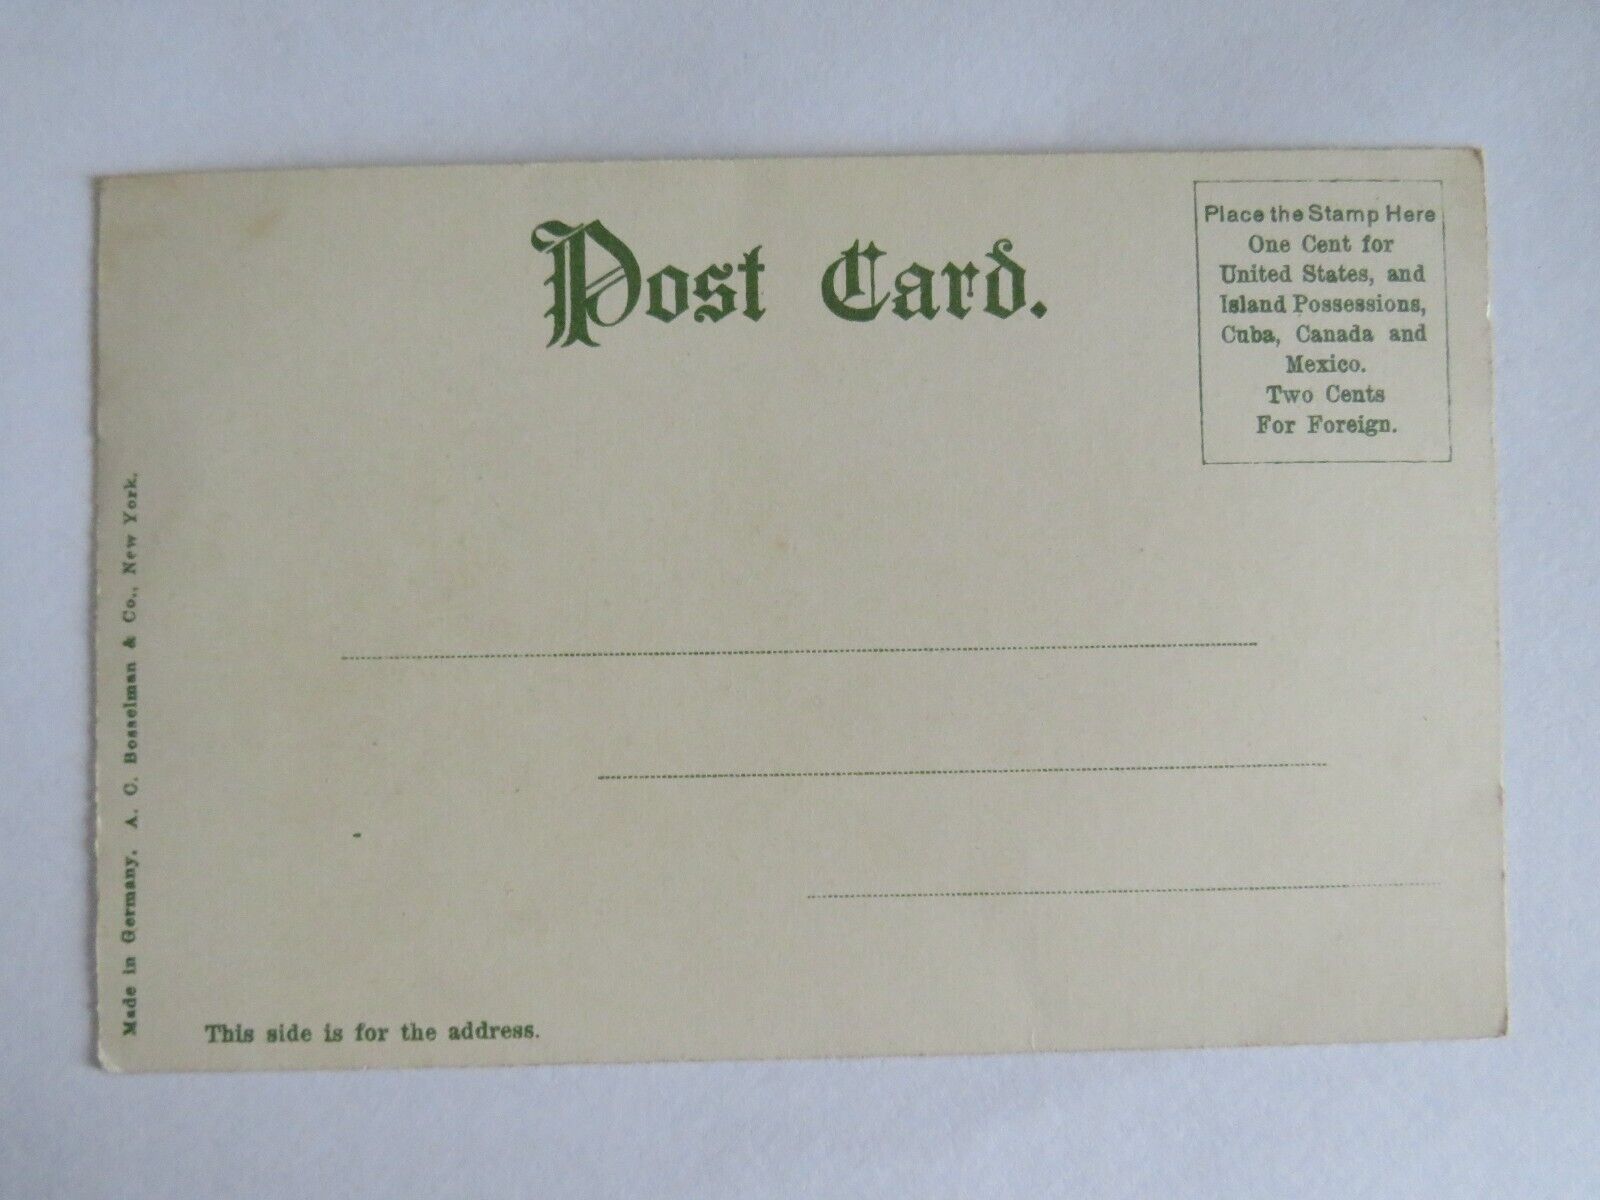 Post Card.
Place the Stamp Here
One Cent for
United States, and
Island Possessions,
Cuba, Canada and
Mexico.
Two Cents
For Foreign.
Made in Germany. A. C. Bosselman & Co., New York.
This side is for the address.